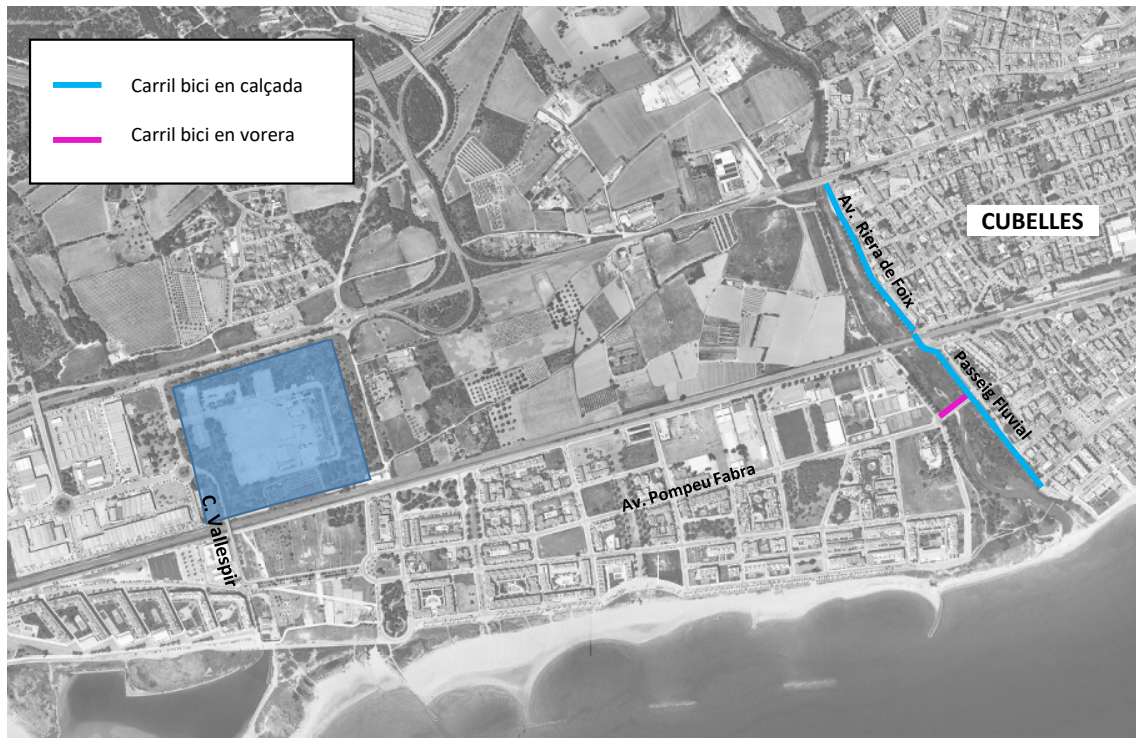 Carril bici en calçada
Carril bici en vorera
CUBELLES
Av. Riera de Foix
Passeig Fluvial
Av. Pompeu Fabra
C. Vallespir